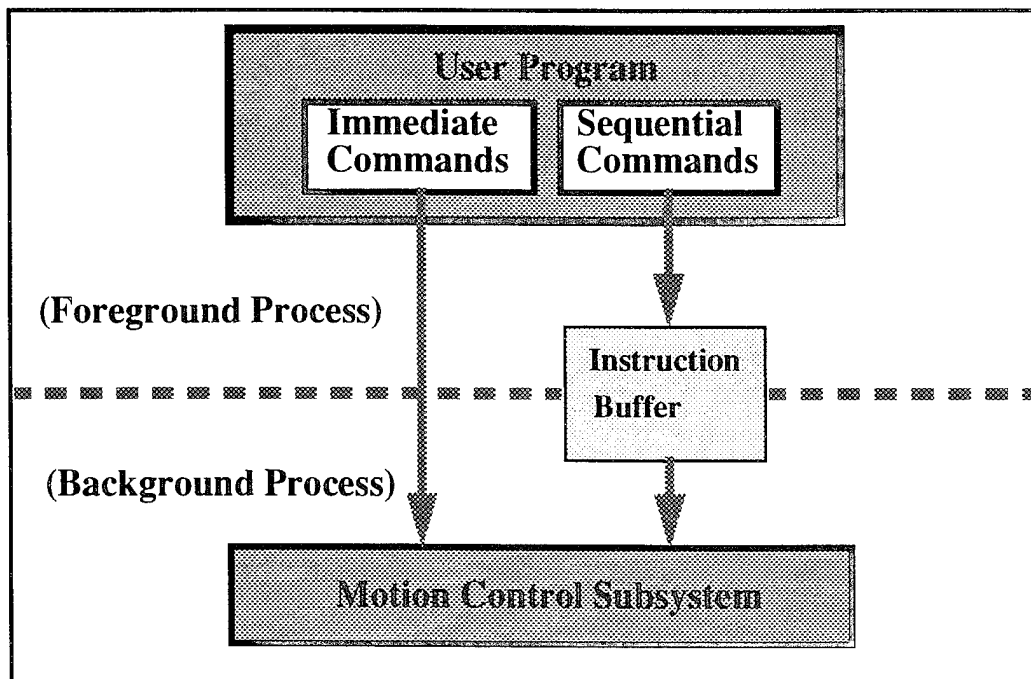 User Program
Immediate
Commands
Sequential
Commands
(Foreground Process)
Instruction
Buffer
(Background Process)
Motion Control Subsystem